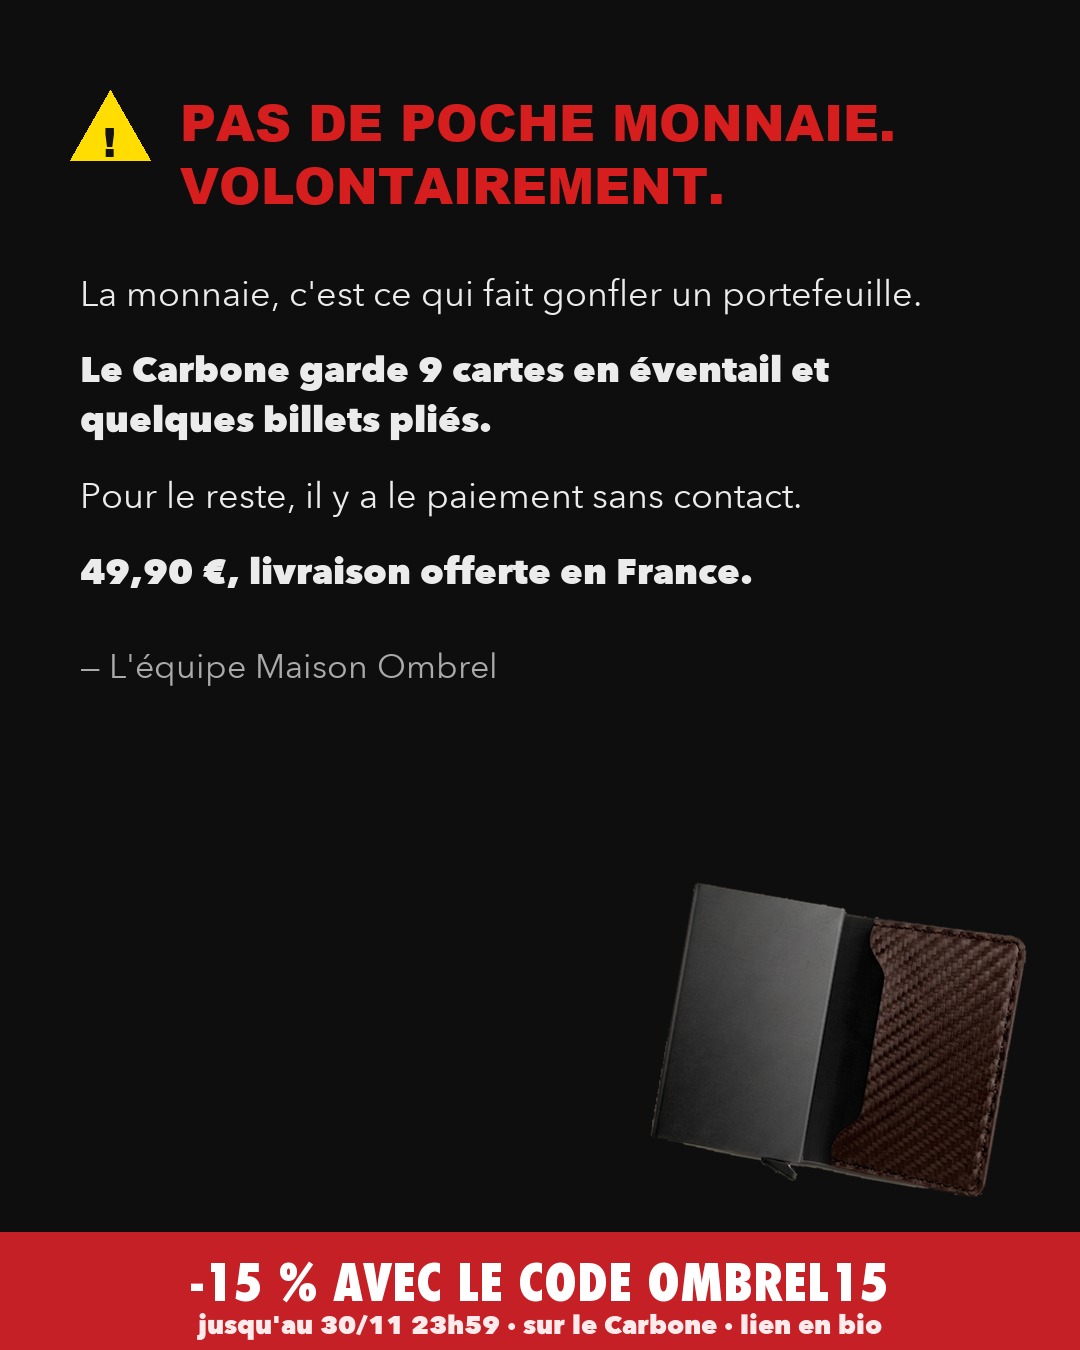 !
PAS DE POCHE MONNAIE.
VOLONTAIREMENT.
La monnaie, c'est ce qui fait gonfler un portefeuille.
Le Carbone garde 9 cartes en éventail et
quelques billets pliés.
Pour le reste, il y a le paiement sans contact.
49,90 €, livraison offerte en France.
— L'équipe Maison Ombrel
-15 % AVEC LE CODE OMBREL15
jusqu'au 30/11 23h59 • sur le Carbone • lien en bio